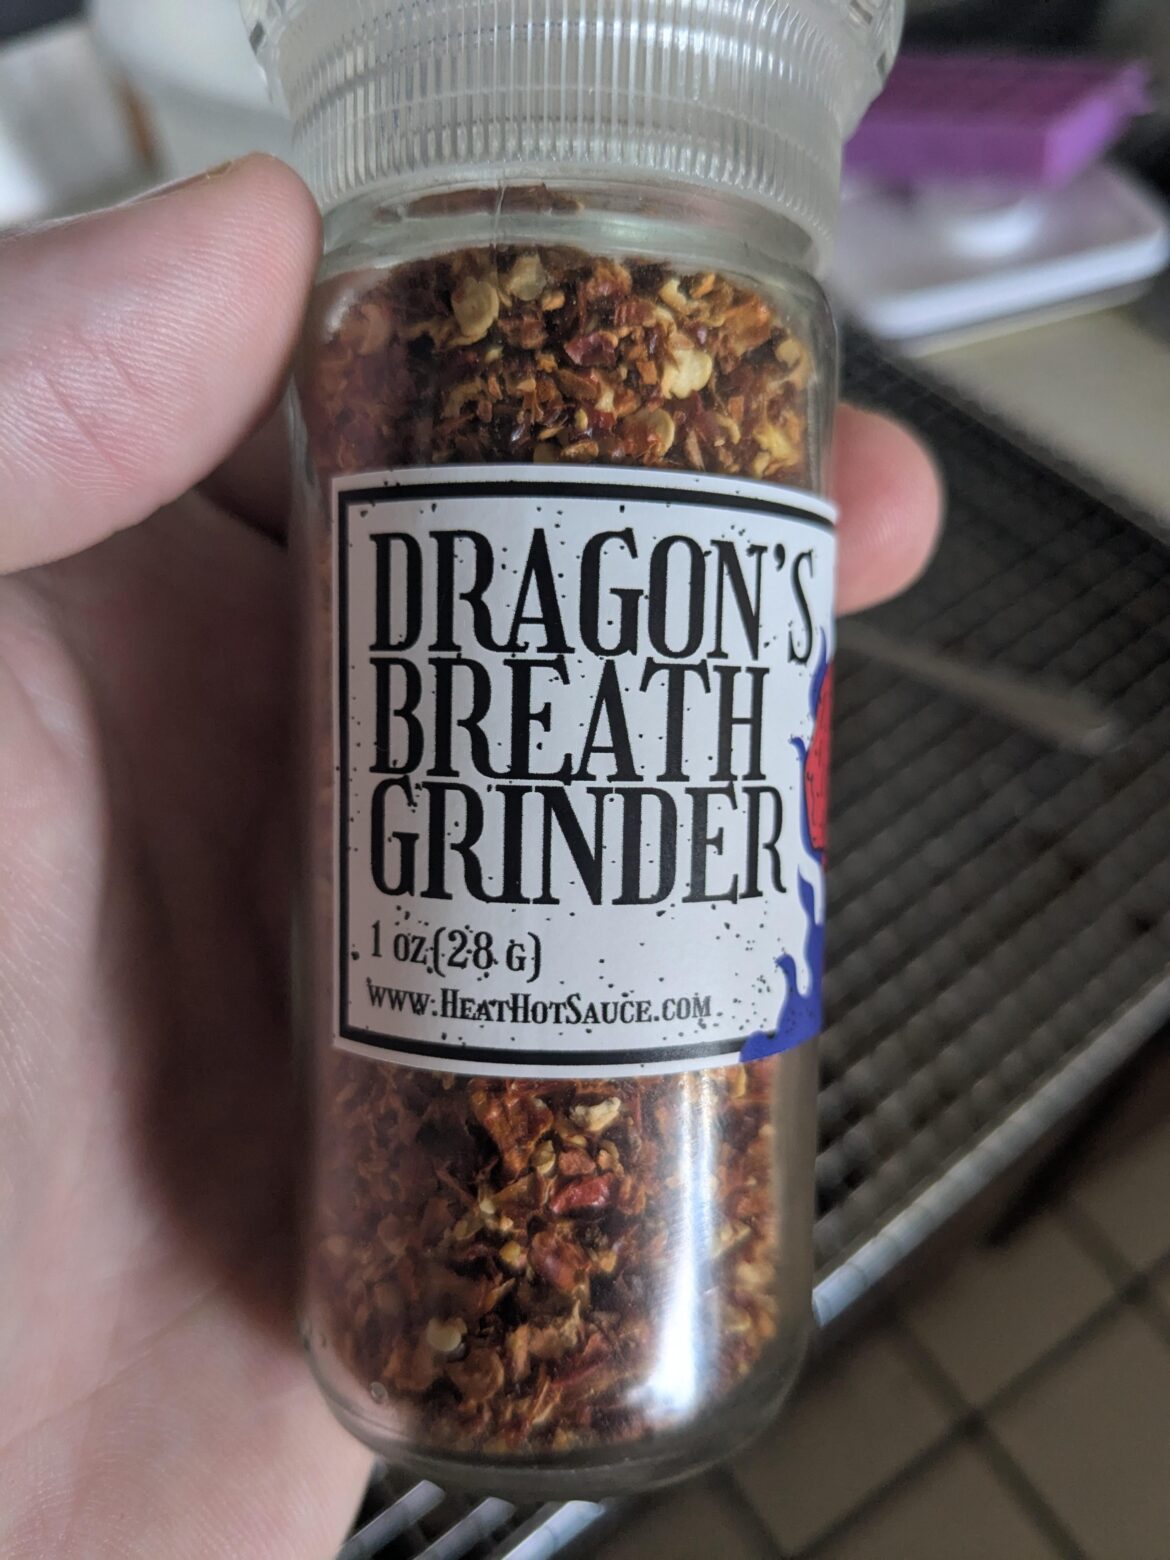 DRAGON'S
BREATH
GRINDER
1 oz (28 g)
www.HeatHotSauce.com